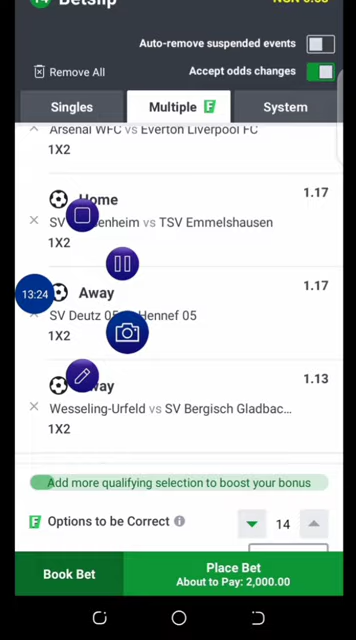 14 Betslip
Auto-remove suspended events
Remove All
Accept odds changes
Singles
Multiple F
System
Arsenal WFC vs Everton Liverpool FC
1X2
Home
1.17
SV enheim vs TSV Emmelshausen
1X2
13:24
Away
1.17
SV Deutz 05 Hennef 05
1X2
way
1.13
Wesseling-Urfeld vs SV Bergisch Gladbac...
1X2
Add more qualifying selection to boost your bonus
F Options to be Correct
14
Book Bet
Place Bet
About to Pay: 2,000.00